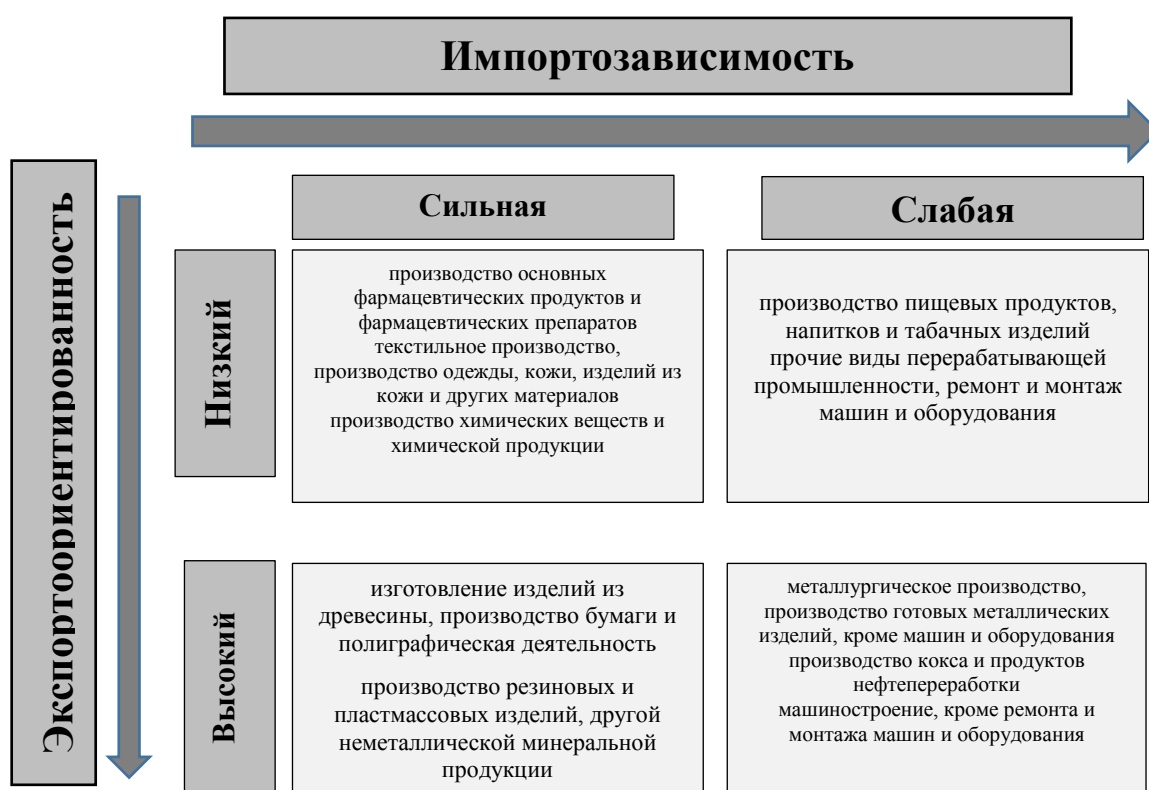 Импортозависимость
Экспортоориентированность
Сильная
Слабая
Низкий
производство основных
фармацевтических продуктов и
фармацевтических препаратов
текстильное производство,
производство одежды, кожи, изделий из
кожи и других материалов
производство химических веществ и
химической продукции
производство пищевых продуктов,
напитков и табачных изделий
прочие виды перерабатывающей
промышленности, ремонт и монтаж
машин и оборудования
Высокий
изготовление изделий из
древесины, производство бумаги и
полиграфическая деятельность
производство резиновых и
пластмассовых изделий, другой
неметаллической минеральной
продукции
металлургическое производство,
производство готовых металлических
изделий, кроме машин и оборудования
производство кокса и продуктов
нефтепереработки
машиностроение, кроме ремонта и
монтажа машин и оборудования